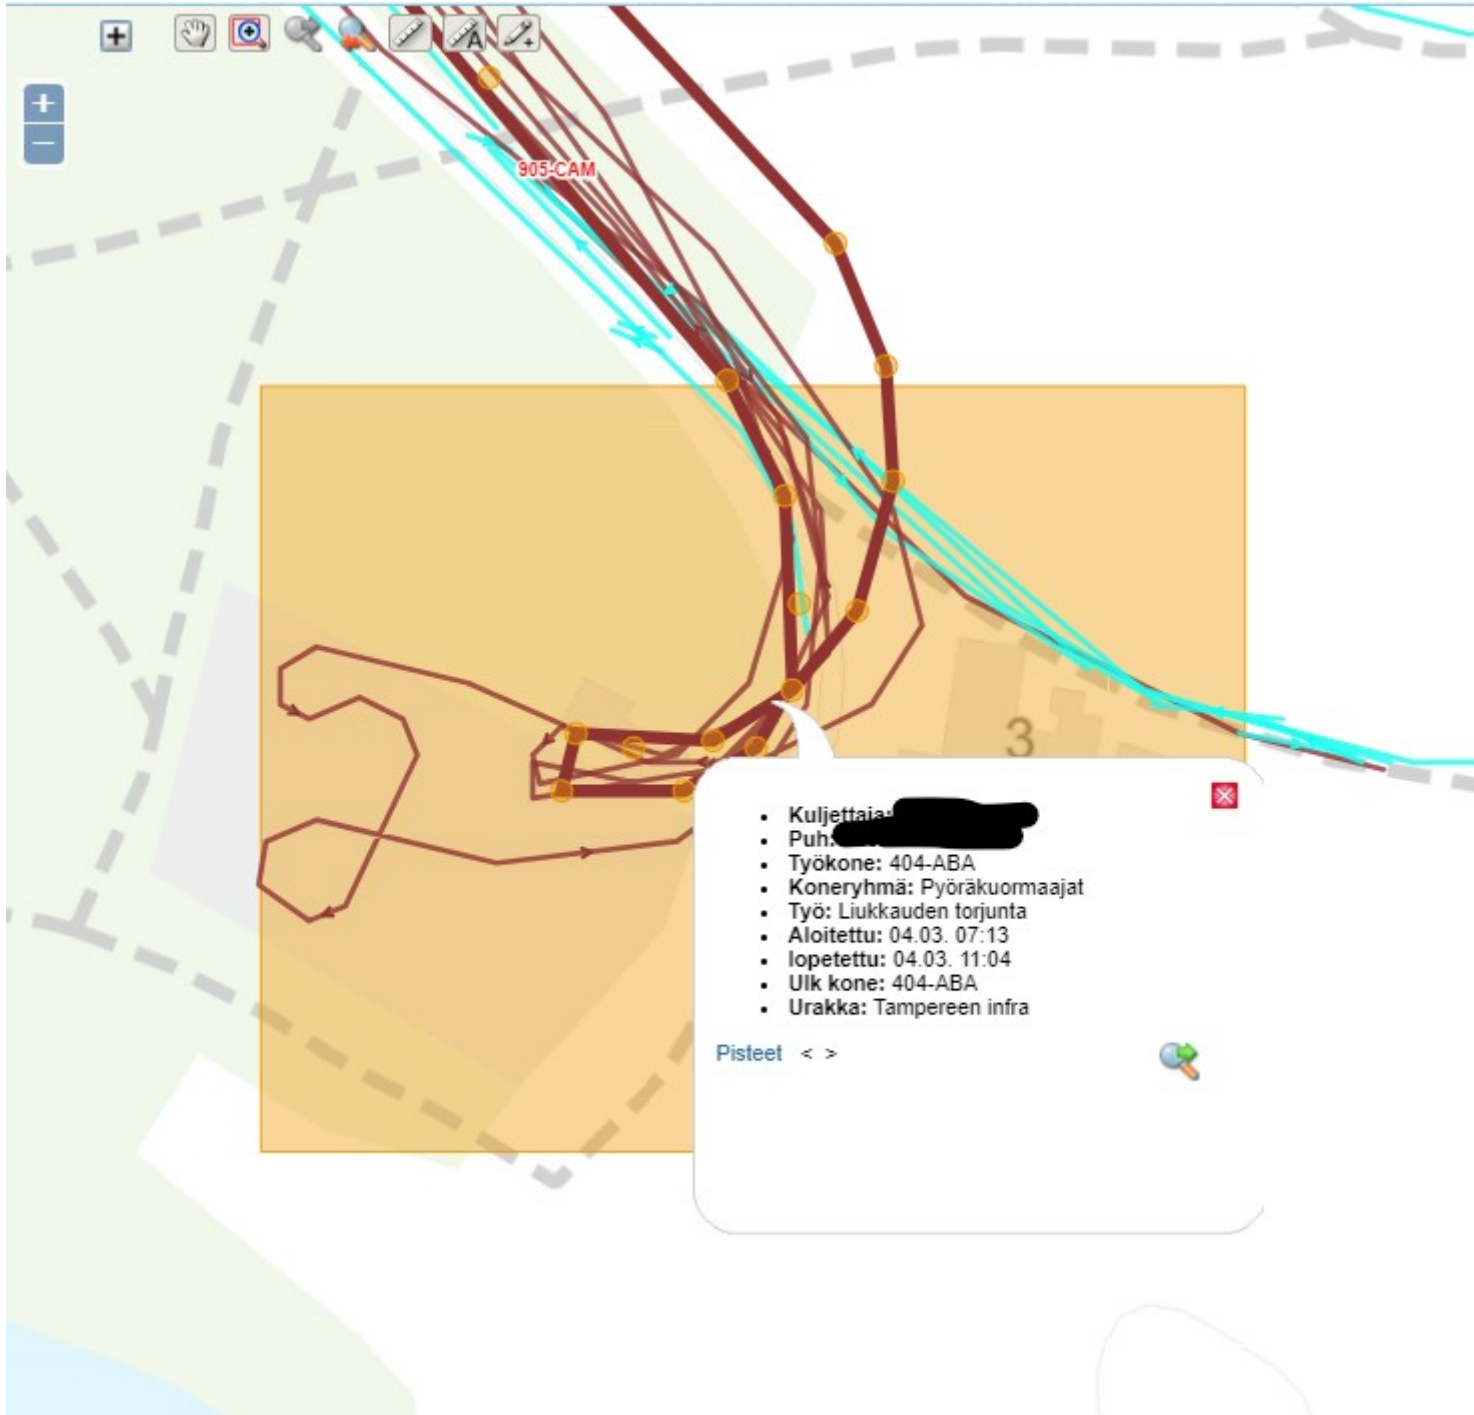 905-CAM
3
Kuljettaja:
Puh:
Työkone: 404-ABA
Koneryhmä: Pyöräkuormaajat
Työ: Liukkauden torjunta
Aloitettu: 04.03. 07:13
lopetettu: 04.03. 11:04
Ulk kone: 404-ABA
Urakka: Tampereen infra
Pisteet < >